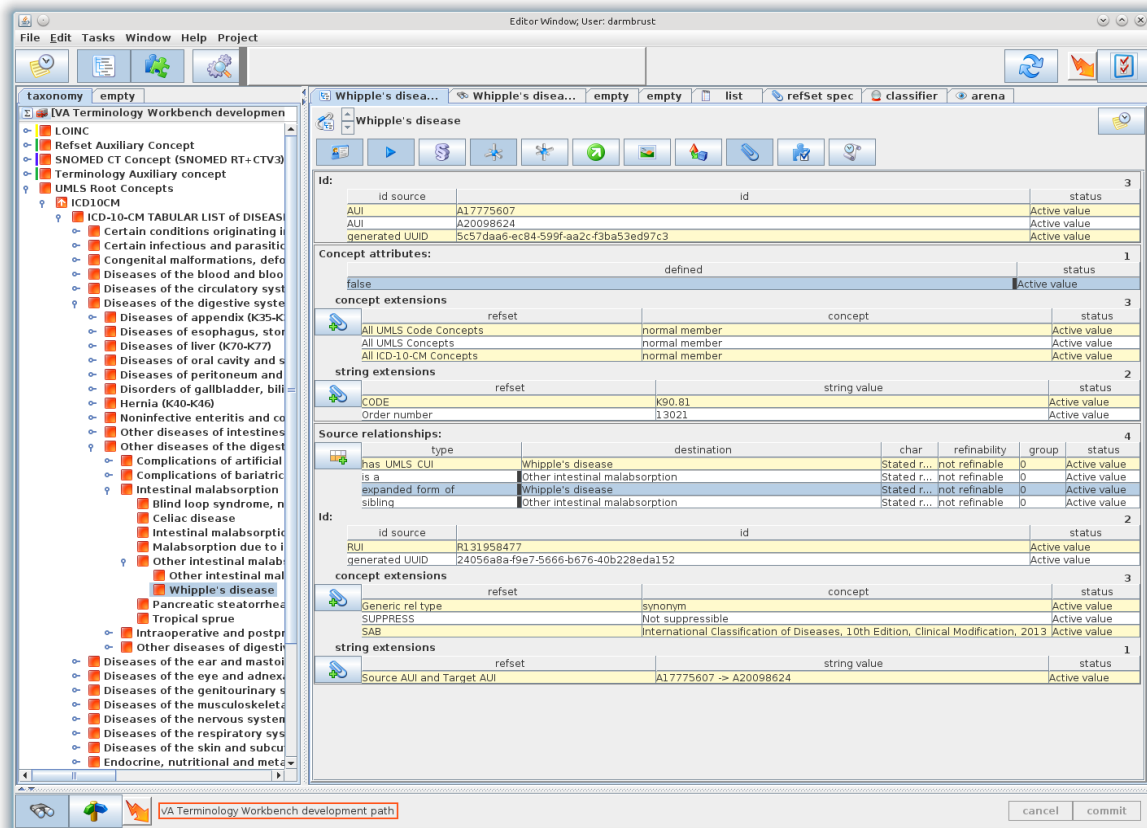 Editor Window; User: darmbrust
File Edit Tasks Window Help Project
taxonomy empty
[VA Terminology Workbench developmen
LOINC
Refset Auxiliary Concept
SNOMED CT Concept (SNOMED RT+CTV3)
Terminology Auxiliary concept
UMLS Root Concepts
ICD10CM
ICD-10-CM TABULAR LIST of DISEAS
Certain conditions originating i
Certain infectious and parasitic
Congenital malformations, defo
Diseases of the blood and bloo
Diseases of the circulatory syst
Diseases of the digestive syste
Diseases of appendix (K35-K
Diseases of esophagus, stor
Diseases of liver (K70-K77)
Diseases of oral cavity and s
Diseases of peritoneum and
Disorders of gallbladder, bili
Hernia (K40-K46)
Noninfective enteritis and co
Other diseases of intestines
Other diseases of the digest
Complications of artificial
Complications of bariatric
Intestinal malabsorption
Blind loop syndrome, n
Celiac disease
Intestinal malabsorptic
Malabsorption due to i
Other intestinal malab
Other intestinal mal
Whipple's disease
Pancreatic steatorrhea
Tropical sprue
Intraoperative and postpr
Other diseases of digesti
Diseases of the ear and mastoi
Diseases of the eye and adnexa
Diseases of the genitourinary s
Diseases of the musculoskeleta
Diseases of the nervous system
Diseases of the respiratory sys
Diseases of the skin and subcu
Endocrine, nutritional and meta
Whipple's disea... Whipple's disea... empty empty list refSet spec classifier arena
Whipple's disease
Id: 3
id source id status
AUI A17775607 Active value
AUI A20098624 Active value
generated UUID 5c57daa6-ec84-599f-aa2c-f3ba53ed97c3 Active value
Concept attributes: 1
defined status
false Active value
concept extensions 3
refset concept status
All UMLS Code Concepts normal member Active value
All UMLS Concepts normal member Active value
All ICD-10-CM Concepts normal member Active value
string extensions 2
refset string value status
CODE K90.81 Active value
Order number 13021 Active value
Source relationships: 4
type destination char refinability group status
has UMLS CUI Whipple's disease Stated r... not refinable 0 Active value
is a Other intestinal malabsorption Stated r... not refinable 0 Active value
expanded form of Whipple's disease Stated r... not refinable 0 Active value
sibling Other intestinal malabsorption Stated r... not refinable 0 Active value
Id: 2
id source id status
RUI R131958477 Active value
generated UUID 24056a8a-f9e7-5666-b676-40b228eda152 Active value
concept extensions 3
refset concept status
Generic rel type synonym Active value
SUPPRESS Not suppressible Active value
SAB International Classification of Diseases, 10th Edition, Clinical Modification, 2013 Active value
string extensions 1
refset string value status
Source AUI and Target AUI A17775607 -> A20098624 Active value
VA Terminology Workbench development path
cancel commit